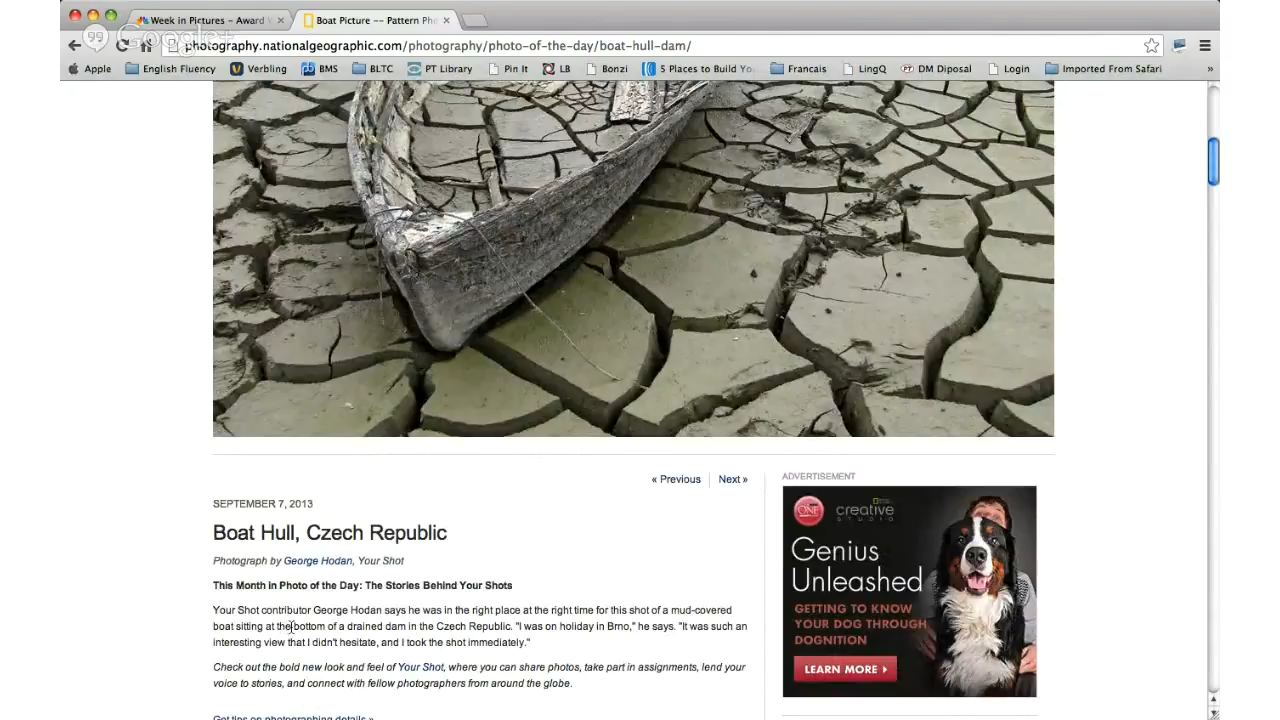 Week in Pictures – Award W
Boat Picture -- Pattern Ph
Google+
photography.nationalgeographic.com/photography/photo-of-the-day/boat-hull-dam/
Apple English Fluency Verbling BMS BLTC PT Library Pin It LB Bonzi 5 Places to Build Yo Francais LingQ DM Diposal Login Imported From Safari »
« Previous Next »
ADVERTISEMENT
SEPTEMBER 7, 2013
Boat Hull, Czech Republic
Photograph by George Hodan, Your Shot
This Month in Photo of the Day: The Stories Behind Your Shots
Your Shot contributor George Hodan says he was in the right place at the right time for this shot of a mud-covered
boat sitting at the bottom of a drained dam in the Czech Republic. "I was on holiday in Brno," he says. "It was such an
interesting view that I didn't hesitate, and I took the shot immediately."
Check out the bold new look and feel of Your Shot, where you can share photos, take part in assignments, lend your
voice to stories, and connect with fellow photographers from around the globe.
Get tips on photographing details »
ONE creative
STUDIO
Genius
Unleashed
GETTING TO KNOW
YOUR DOG THROUGH
DOGNITION
LEARN MORE